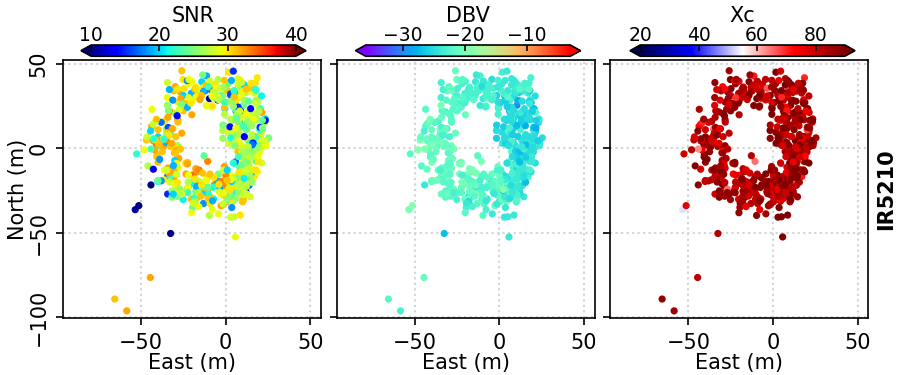 SNR DBV Xc
10 20 30 40 −30 −20 −10 20 40 60 80
50
0
−50
−100
North (m)
IR5210
−50 0 50 −50 0 50 −50 0 50
East (m) East (m) East (m)